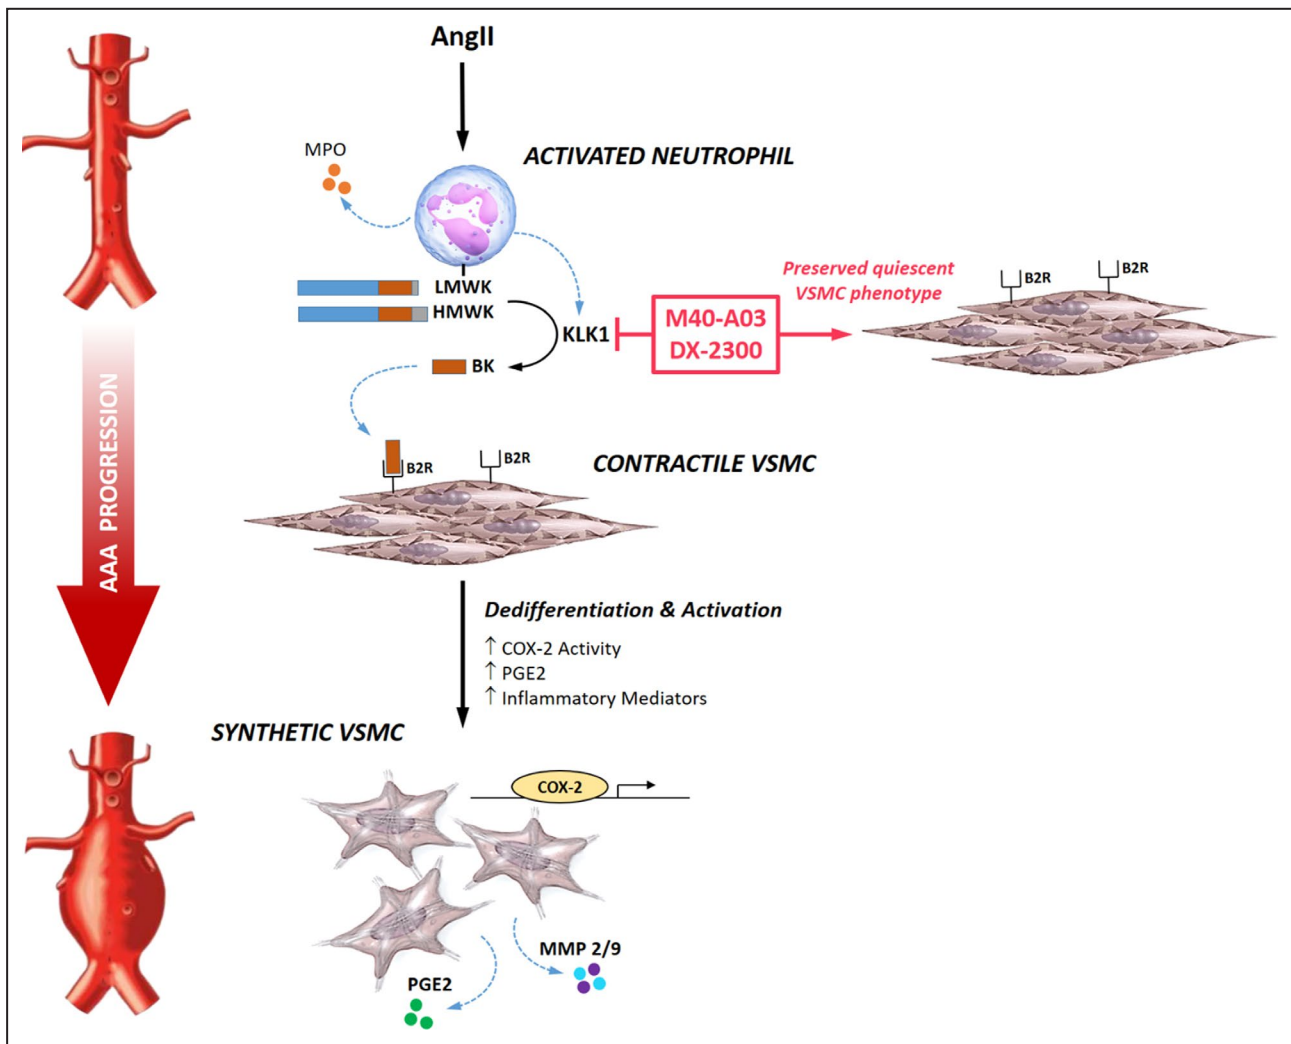 AngII
MPO
ACTIVATED NEUTROPHIL
LMWK
HMWK
KLK1
BK
M40-A03
DX-2300
Preserved quiescent
VSMC phenotype
B2R
B2R
B2R
B2R
CONTRACTILE VSMC
AAA PROGRESSION
Dedifferentiation & Activation
↑ COX-2 Activity
↑ PGE2
↑ Inflammatory Mediators
SYNTHETIC VSMC
COX-2
MMP 2/9
PGE2